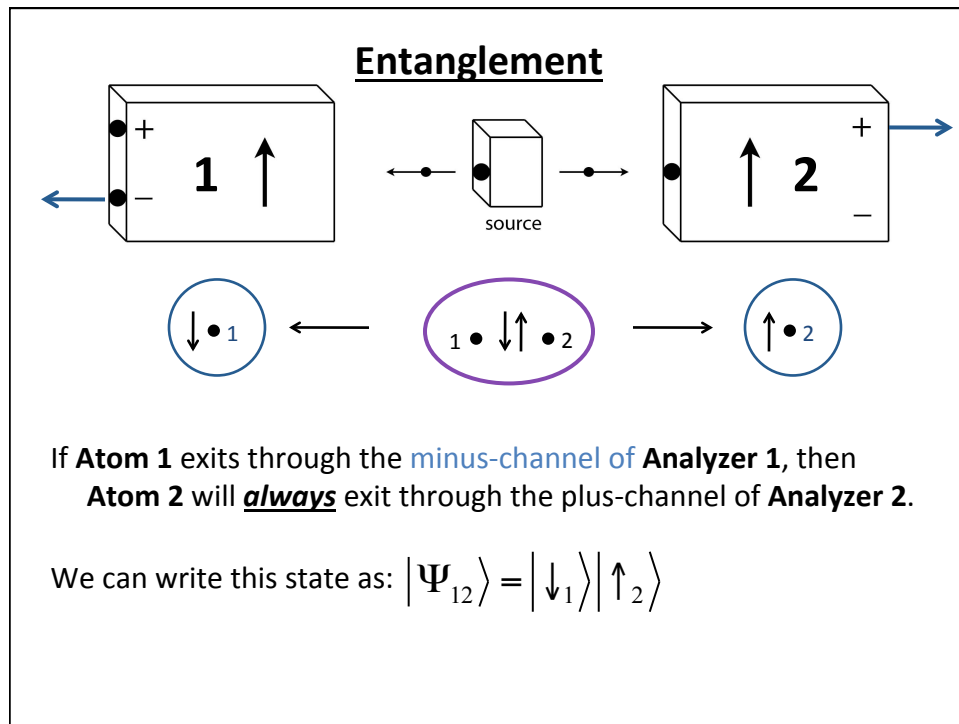 Entanglement
+
1
−
source
+
2
−
1
1
2
2
If Atom 1 exits through the minus-channel of Analyzer 1, then
Atom 2 will always exit through the plus-channel of Analyzer 2.
We can write this state as: |Ψ₁₂⟩ = |↓₁⟩|↑₂⟩